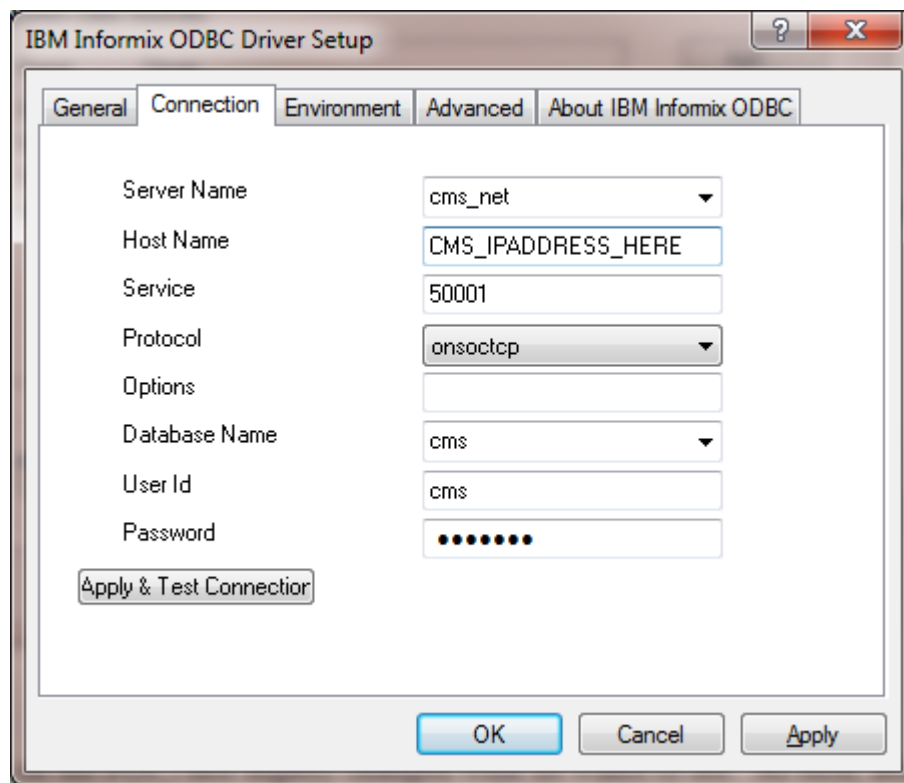 IBM Informix ODBC Driver Setup
General Connection Environment Advanced About IBM Informix ODBC
Server Name cms_net
Host Name CMS_IPADDRESS_HERE
Service 50001
Protocol onsoctcp
Options
Database Name cms
User Id cms
Password •••••••
Apply & Test Connection
OK Cancel Apply